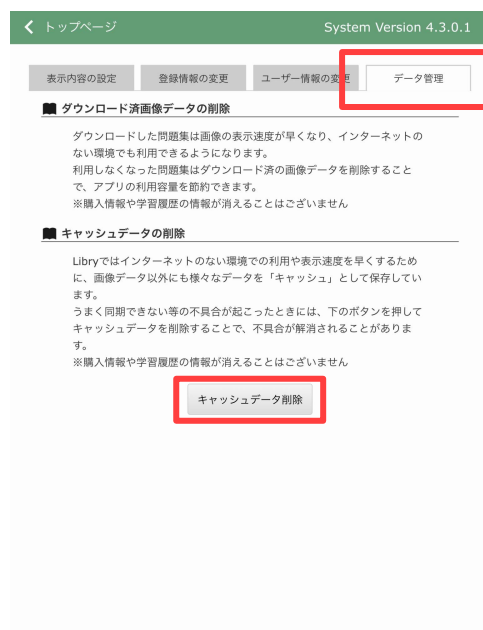 トップページ
System Version 4.3.0.1
表示内容の設定
登録情報の変更
ユーザー情報の変更
データ管理
ダウンロード済画像データの削除
ダウンロードした問題集は画像の表示速度が早くなり、インターネットの
ない環境でも利用できるようになります。
利用しなくなった問題集はダウンロード済の画像データを削除すること
で、アプリの利用容量を節約できます。
※購入情報や学習履歴の情報が消えることはございません
キャッシュデータの削除
Libryではインターネットのない環境での利用や表示速度を早くするため
に、画像データ以外にも様々なデータを「キャッシュ」として保存してい
ます。
うまく同期できない等の不具合が起こったときには、下のボタンを押して
キャッシュデータを削除することで、不具合が解消されることがありま
す。
※購入情報や学習履歴の情報が消えることはございません
キャッシュデータ削除